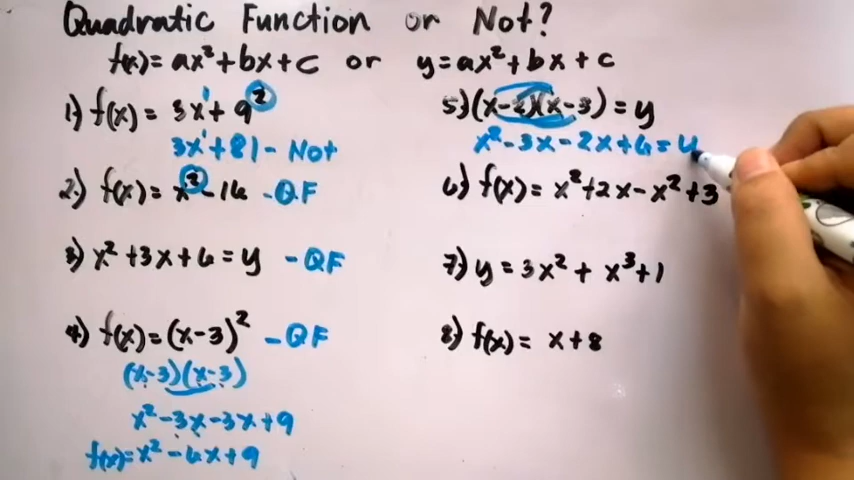 Quadratic Function or Not?
f(x) = ax² + bx + c or y = ax² + bx + c
1) f(x) = 3x¹ + 9²
3x¹ + 81 - Not
2) f(x) = x² - 16 - QF
3) x² + 3x + 6 = y - QF
4) f(x) = (x - 3)² - QF
(x - 3)(x - 3)
x² - 3x - 3x + 9
f(x) = x² - 6x + 9
5) (x - 2)(x - 3) = y
x² - 3x - 2x + 6 = y
6) f(x) = x² + 2x - x² + 3
7) y = 3x² + x³ + 1
8) f(x) = x + 8